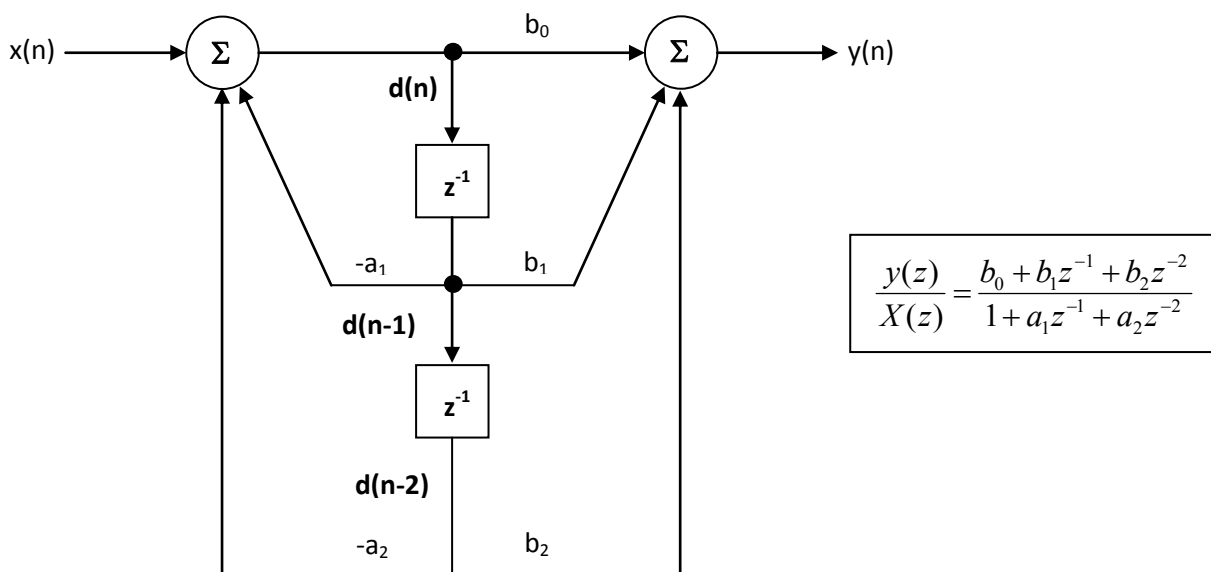 b₀
x(n) Σ Σ y(n)
d(n)
z⁻¹
-a₁ b₁
d(n-1)
y(z)/X(z) = (b₀ + b₁z⁻¹ + b₂z⁻²)/(1 + a₁z⁻¹ + a₂z⁻²)
z⁻¹
d(n-2)
-a₂ b₂